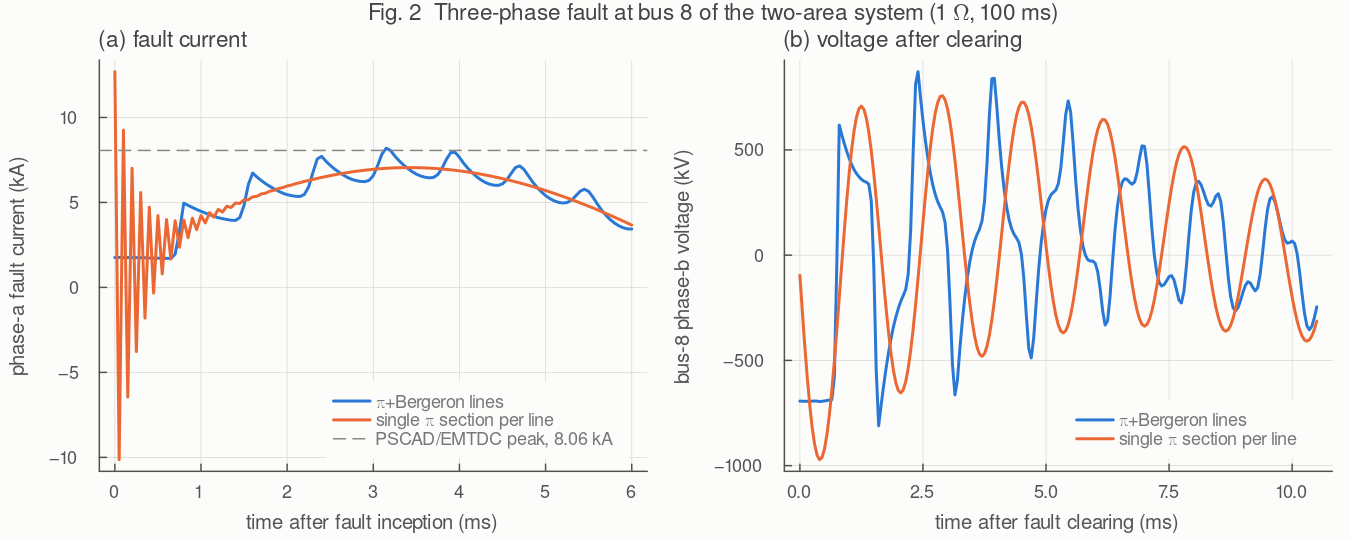 Fig. 2 Three-phase fault at bus 8 of the two-area system (1 Ω, 100 ms)
(a) fault current
phase-a fault current (kA)
10
5
0
−5
−10
π+Bergeron lines
single π section per line
PSCAD/EMTDC peak, 8.06 kA
0 1 2 3 4 5 6
time after fault inception (ms)
(b) voltage after clearing
bus-8 phase-b voltage (kV)
500
0
−500
−1000
π+Bergeron lines
single π section per line
0.0 2.5 5.0 7.5 10.0
time after fault clearing (ms)